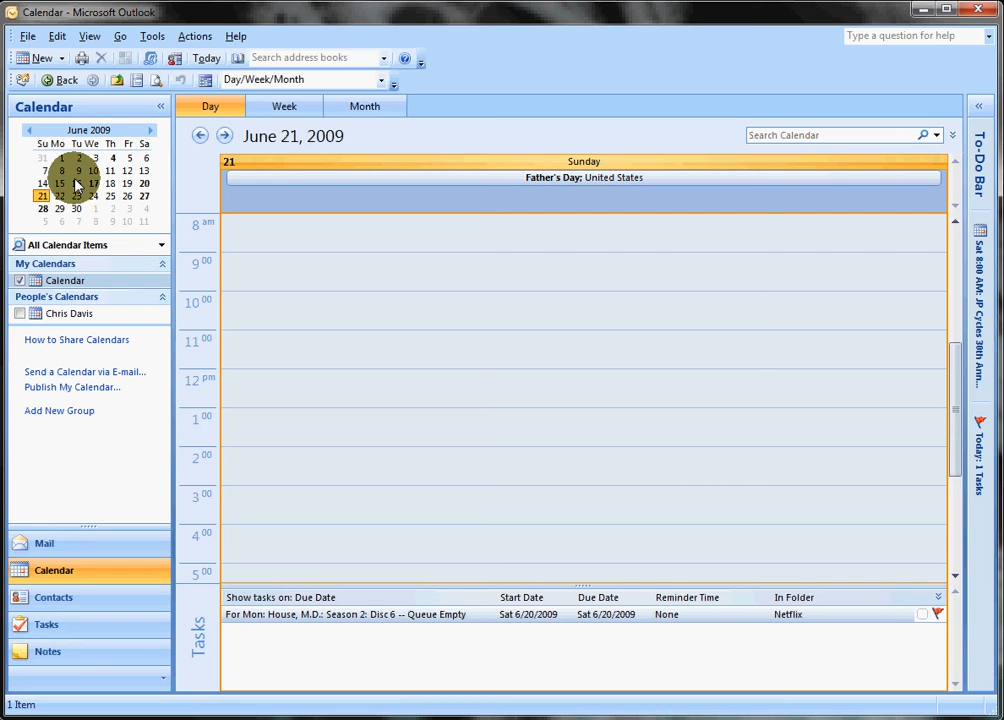 Calendar - Microsoft Outlook
File Edit View Go Tools Actions Help
Type a question for help
New Today Search address books
Back Day/Week/Month
Calendar
June 2009
Su Mo Tu We Th Fr Sa
31 1 2 3 4 5 6
7 8 9 10 11 12 13
14 15 17 18 19 20
21 22 23 24 25 26 27
28 29 30 1 2 3 4
5 6 7 8 9 10 11
All Calendar Items
My Calendars
Calendar
People's Calendars
Chris Davis
How to Share Calendars
Send a Calendar via E-mail...
Publish My Calendar...
Add New Group
Mail
Calendar
Contacts
Tasks
Notes
1 Item
Day Week Month
June 21, 2009
Search Calendar
21 Sunday
Father's Day; United States
8 am
9 00
10 00
11 00
12 pm
1 00
2 00
3 00
4 00
5 00
Tasks
Show tasks on: Due Date Start Date Due Date Reminder Time In Folder
For Mon: House, M.D.: Season 2: Disc 6 -- Queue Empty Sat 6/20/2009 Sat 6/20/2009 None Netflix
To-Do Bar
Sat 8:00 AM: JP Cycles 30th Ann...
Today: 1 Tasks